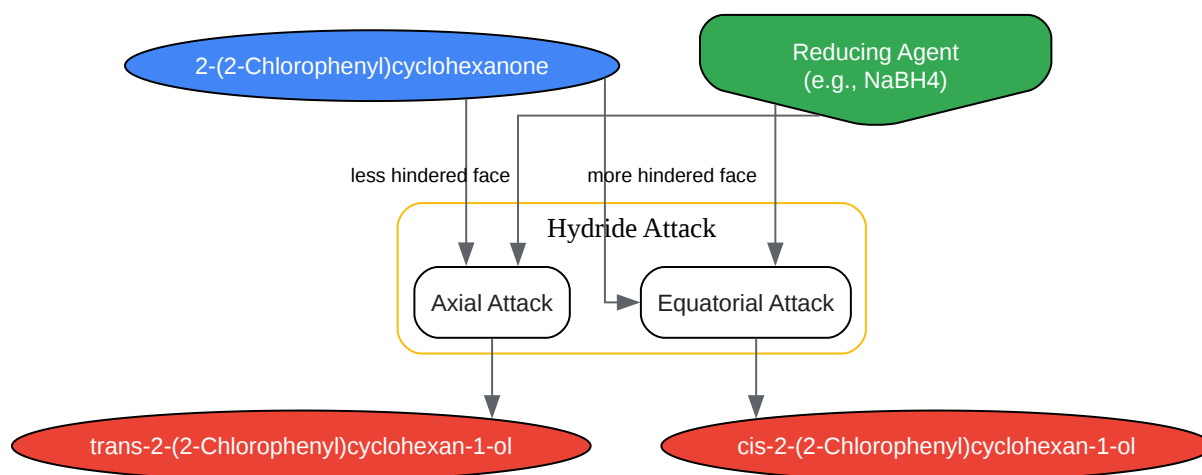 2-(2-Chlorophenyl)cyclohexanone
Reducing Agent
(e.g., NaBH4)
less hindered face
more hindered face
Hydride Attack
Axial Attack
Equatorial Attack
trans-2-(2-Chlorophenyl)cyclohexan-1-ol
cis-2-(2-Chlorophenyl)cyclohexan-1-ol